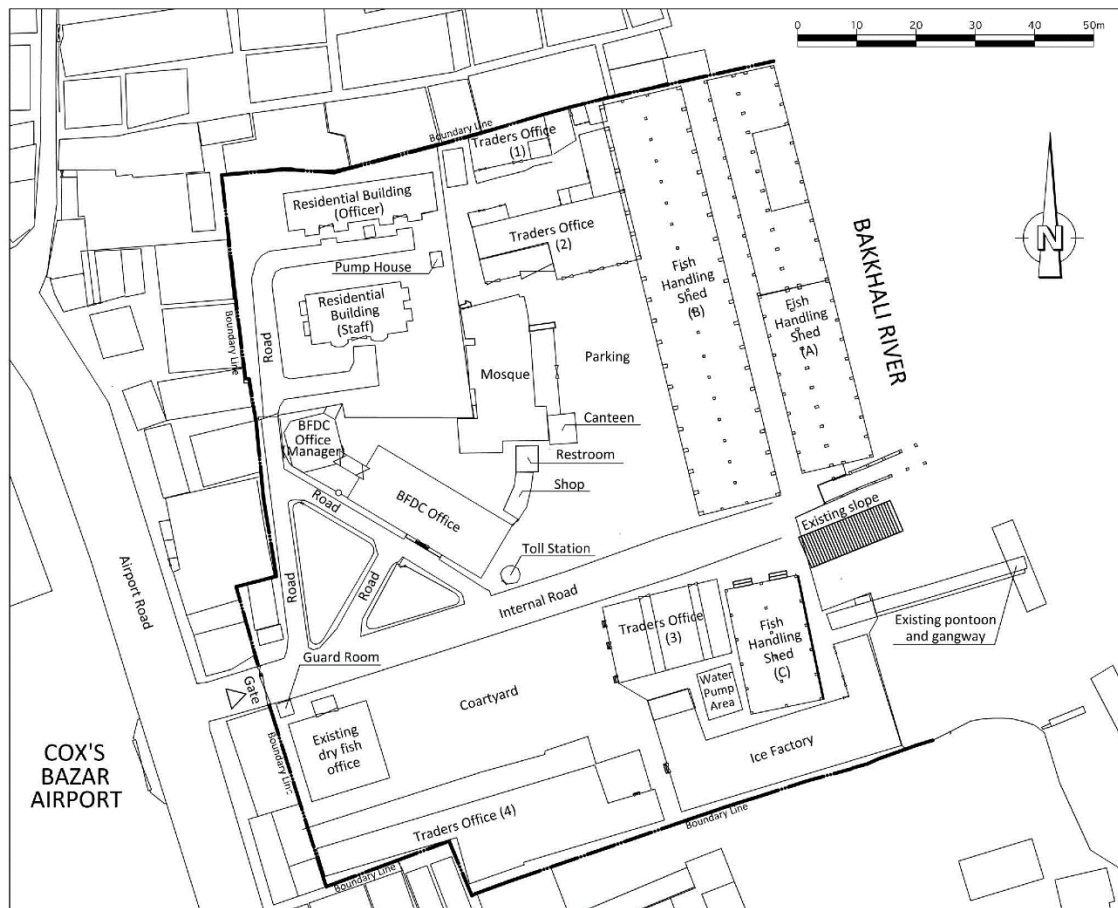 0 10 20 30 40 50m
Boundary Line
Traders Office
(1)
Residential Building
(Officer)
Traders Office
(2)
Pump House
Residential
Building
(Staff)
Boundary Line
Road
Fish
Handling
Shed
(B)
Fish
Handling
Shed
(A)
BAKKHALI RIVER
N
Mosque
Parking
Canteen
BFDC
Office
Manager
Restroom
Shop
BFDC Office
Road
Existing slope
Toll Station
Road
Road
Internal Road
Airport Road
Traders Office
(3)
Fish
Handling
Shed
(C)
Existing pontoon
and gangway
Guard Room
Gate
Water
Pump
Area
Coartyard
Existing
dry fish
office
Ice Factory
COX'S
BAZAR
AIRPORT
Boundary Line
Traders Office (4)
Boundary Line
Boundary Line